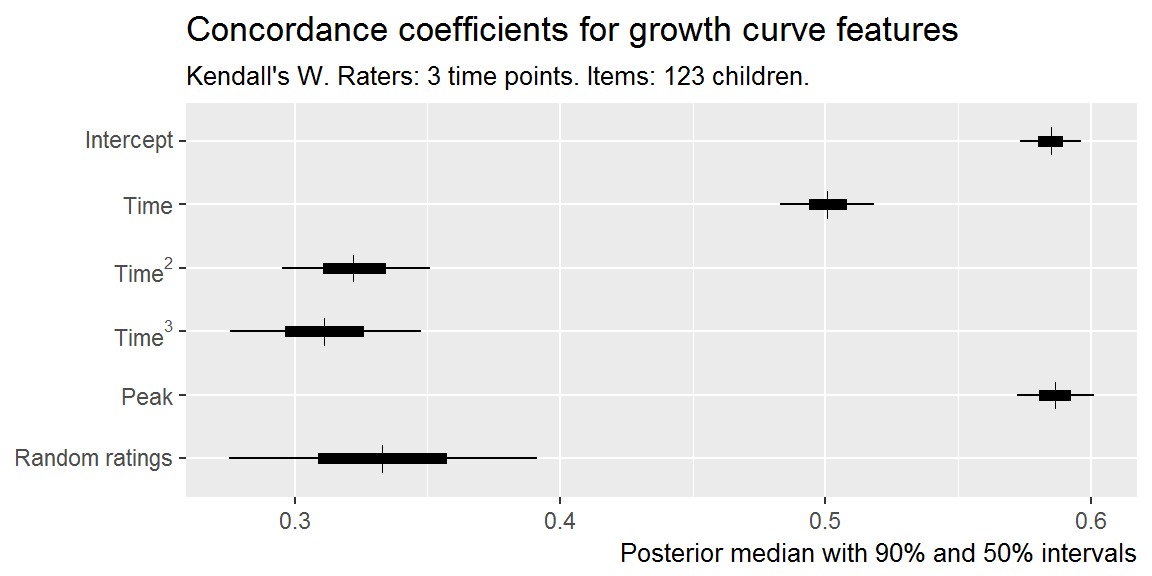 Concordance coefficients for growth curve features
Kendall's W. Raters: 3 time points. Items: 123 children.
Intercept
Time
Time²
Time³
Peak
Random ratings
0.3 0.4 0.5 0.6
Posterior median with 90% and 50% intervals